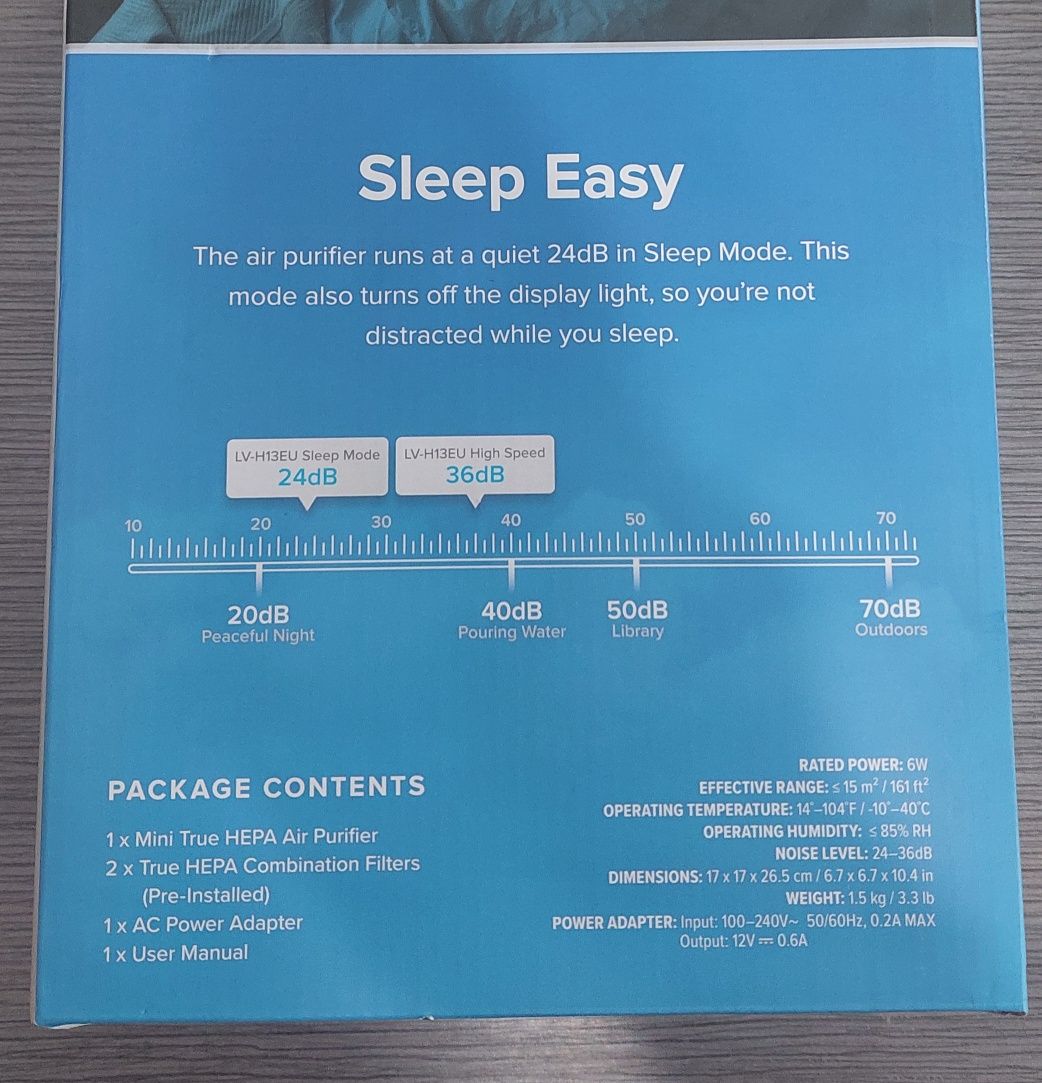 Sleep Easy
The air purifier runs at a quiet 24dB in Sleep Mode. This
mode also turns off the display light, so you're not
distracted while you sleep.
LV-H13EU Sleep Mode
24dB
LV-H13EU High Speed
36dB
10 20 30 40 50 60 70
20dB
Peaceful Night
40dB
Pouring Water
50dB
Library
70dB
Outdoors
PACKAGE CONTENTS
1 x Mini True HEPA Air Purifier
2 x True HEPA Combination Filters
(Pre-Installed)
1 x AC Power Adapter
1 x User Manual
RATED POWER: 6W
EFFECTIVE RANGE: ≤ 15 m² / 161 ft²
OPERATING TEMPERATURE: 14°–104°F / -10°–40°C
OPERATING HUMIDITY: ≤ 85% RH
NOISE LEVEL: 24–36dB
DIMENSIONS: 17 x 17 x 26.5 cm / 6.7 x 6.7 x 10.4 in
WEIGHT: 1.5 kg / 3.3 lb
POWER ADAPTER: Input: 100–240V~ 50/60Hz, 0.2A MAX
Output: 12V ⎓ 0.6A